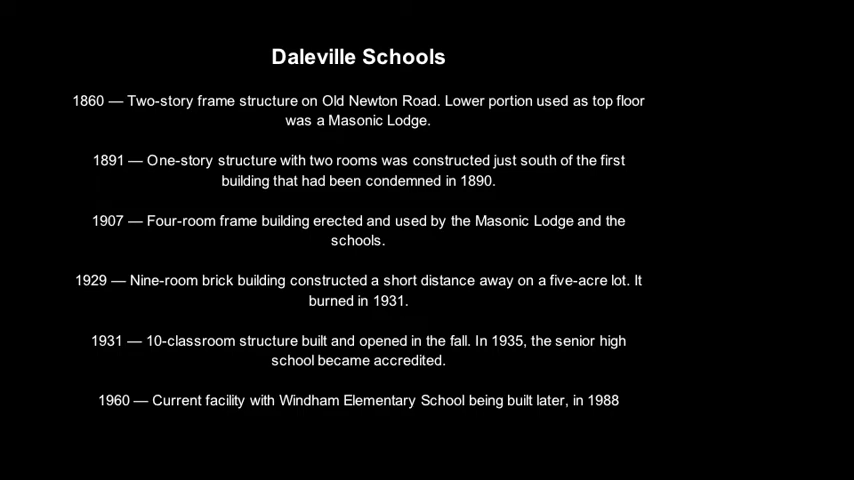 Daleville Schools
1860 — Two-story frame structure on Old Newton Road. Lower portion used as top floor
was a Masonic Lodge.
1891 — One-story structure with two rooms was constructed just south of the first
building that had been condemned in 1890.
1907 — Four-room frame building erected and used by the Masonic Lodge and the
schools.
1929 — Nine-room brick building constructed a short distance away on a five-acre lot. It
burned in 1931.
1931 — 10-classroom structure built and opened in the fall. In 1935, the senior high
school became accredited.
1960 — Current facility with Windham Elementary School being built later, in 1988